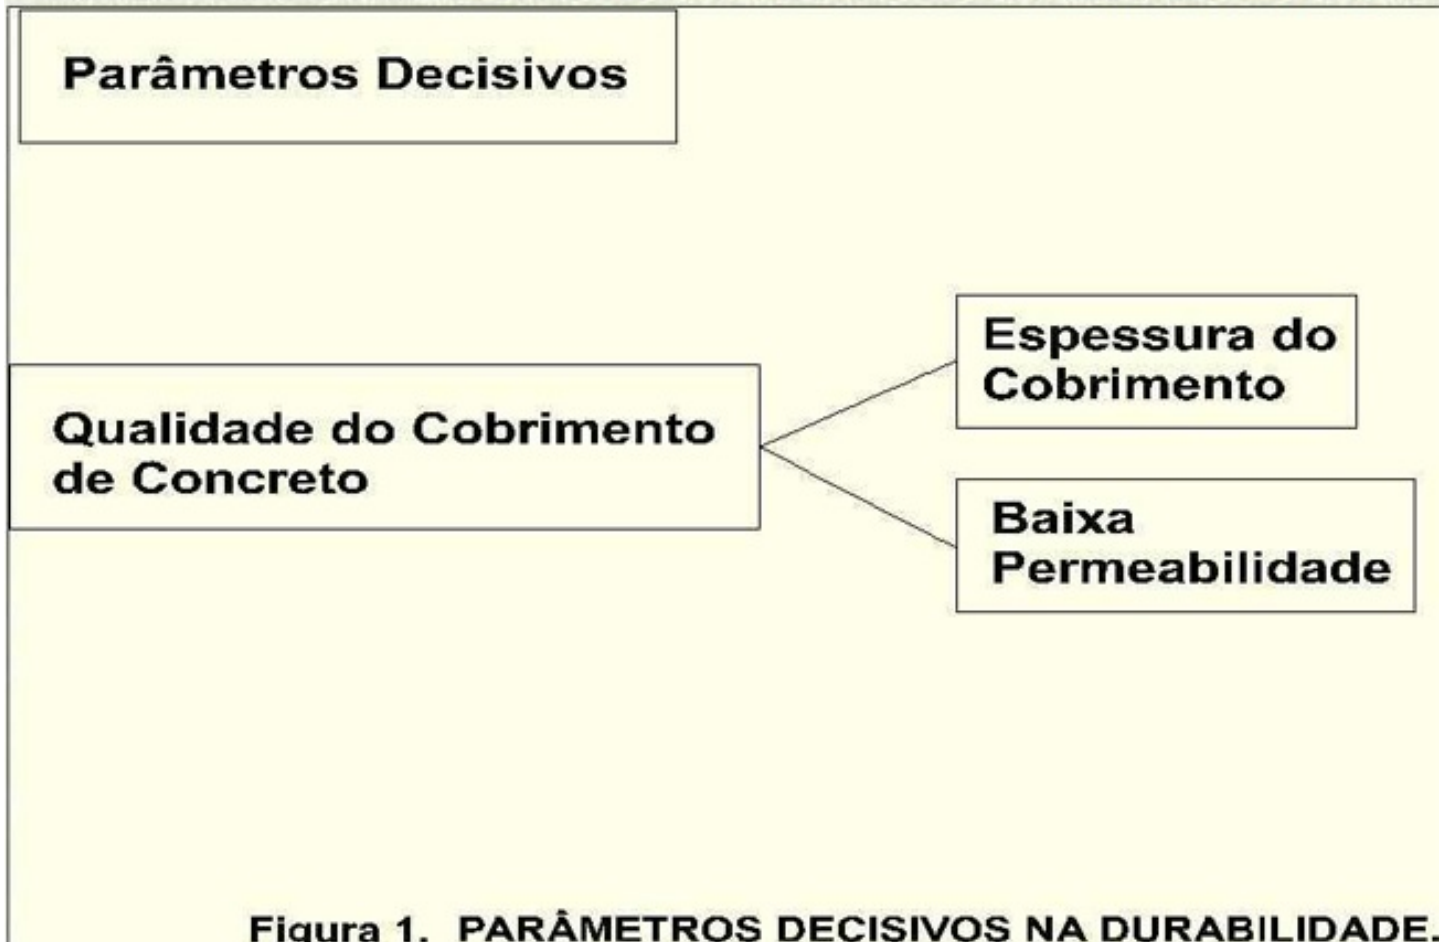 Parâmetros Decisivos
Qualidade do Cobrimento
de Concreto
Espessura do
Cobrimento
Baixa
Permeabilidade
Figura 1. PARÂMETROS DECISIVOS NA DURABILIDADE.